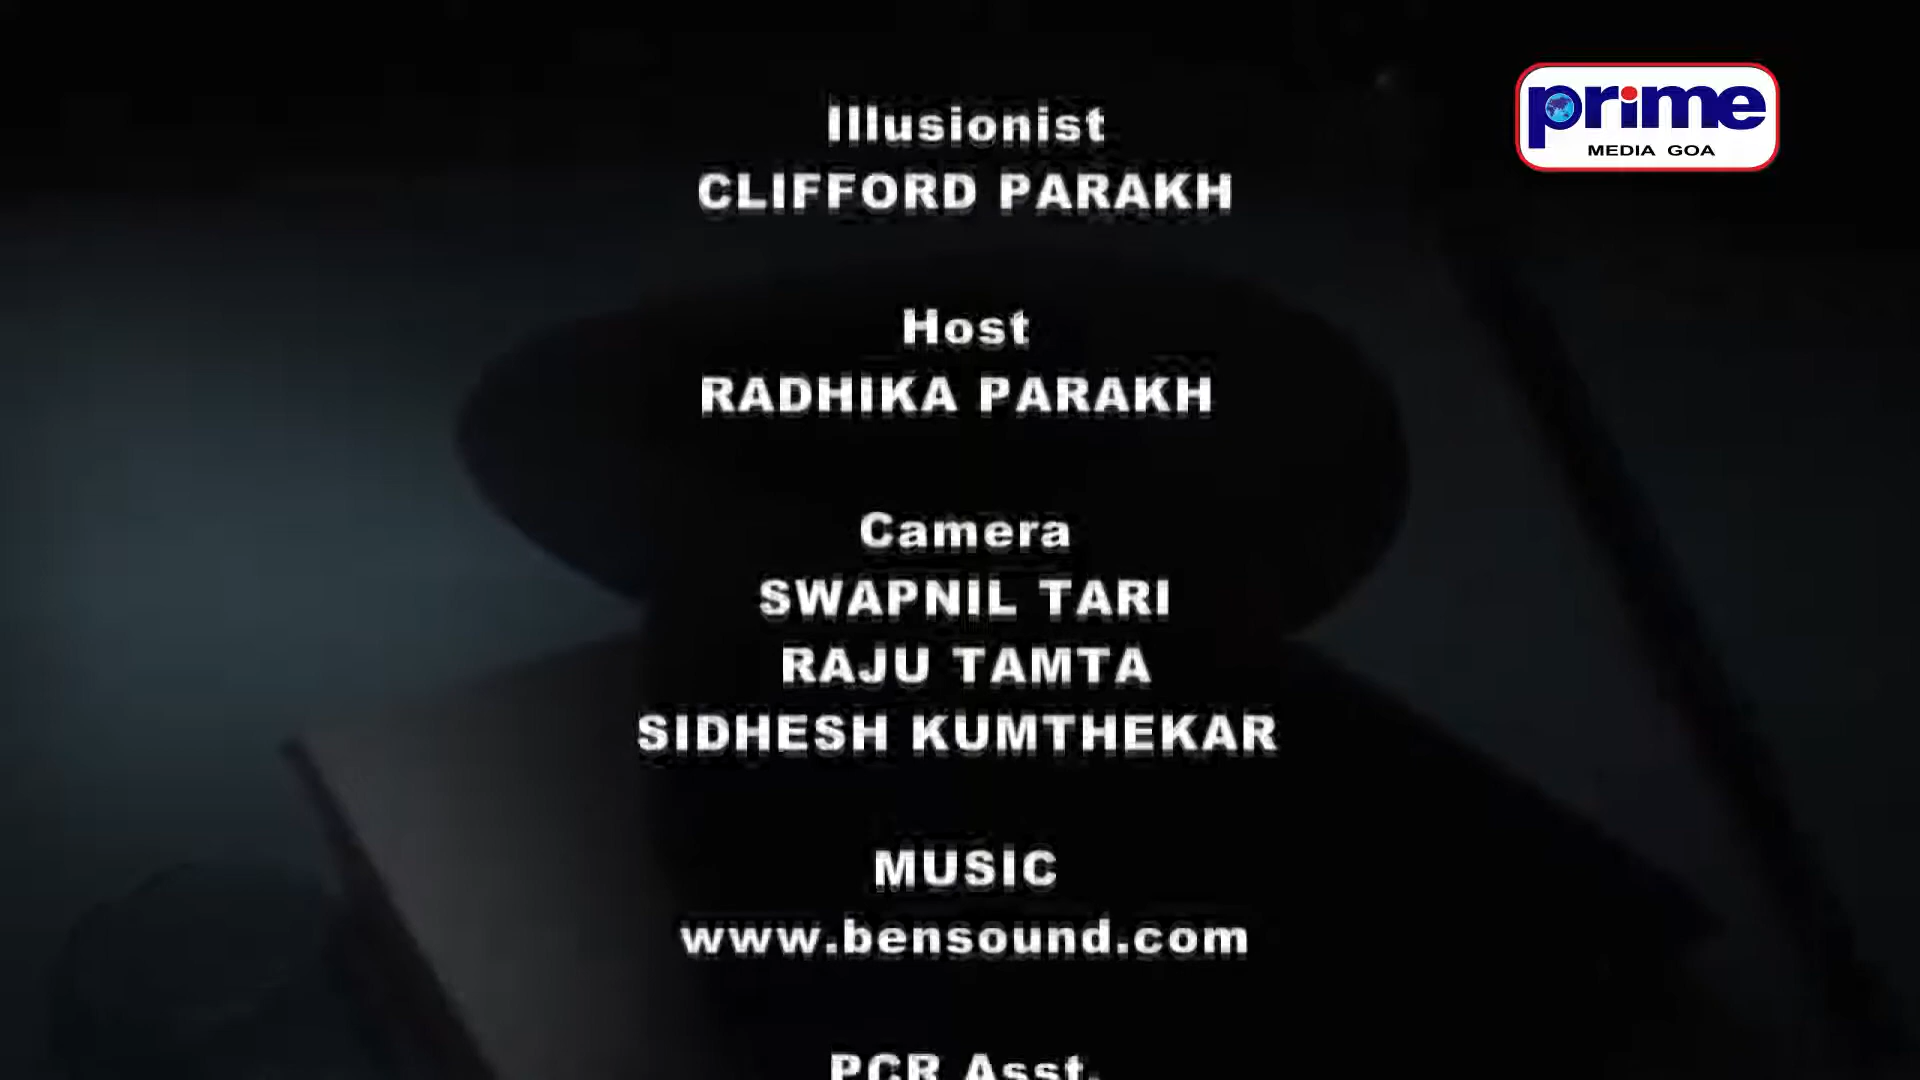 Illusionist
CLIFFORD PARAKH
Host
RADHIKA PARAKH
Camera
SWAPNIL TARI
RAJU TAMTA
SIDHESH KUMTHEKAR
MUSIC
www.bensound.com
PCR Asst.
prime
MEDIA GOA